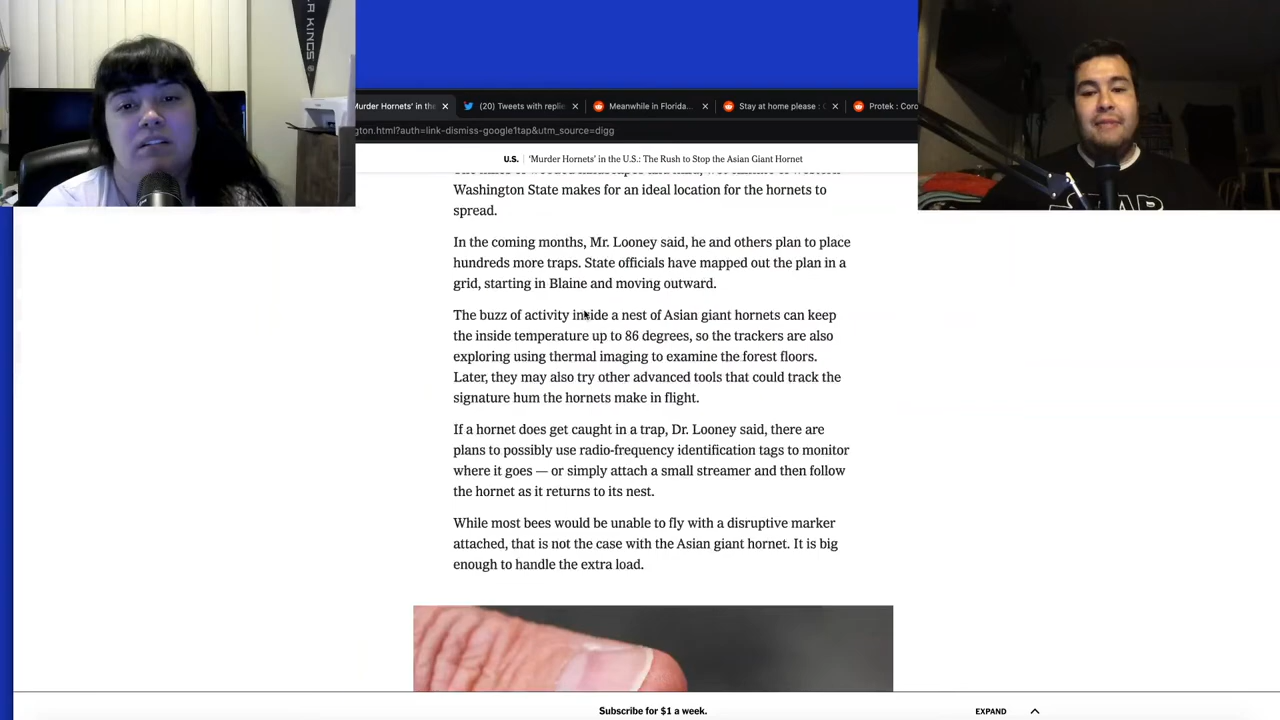 R KINGS
Murder Hornets' in the
(20) Tweets with replie
Meanwhile in Florida...
Stay at home please : 
Protek : Coro
gton.html?auth=link-dismiss-google1tap&utm_source=digg
U.S. | 'Murder Hornets' in the U.S.: The Rush to Stop the Asian Giant Hornet
Washington State makes for an ideal location for the hornets to
spread.
In the coming months, Mr. Looney said, he and others plan to place
hundreds more traps. State officials have mapped out the plan in a
grid, starting in Blaine and moving outward.
The buzz of activity inside a nest of Asian giant hornets can keep
the inside temperature up to 86 degrees, so the trackers are also
exploring using thermal imaging to examine the forest floors.
Later, they may also try other advanced tools that could track the
signature hum the hornets make in flight.
If a hornet does get caught in a trap, Dr. Looney said, there are
plans to possibly use radio-frequency identification tags to monitor
where it goes — or simply attach a small streamer and then follow
the hornet as it returns to its nest.
While most bees would be unable to fly with a disruptive marker
attached, that is not the case with the Asian giant hornet. It is big
enough to handle the extra load.
Subscribe for $1 a week.
EXPAND